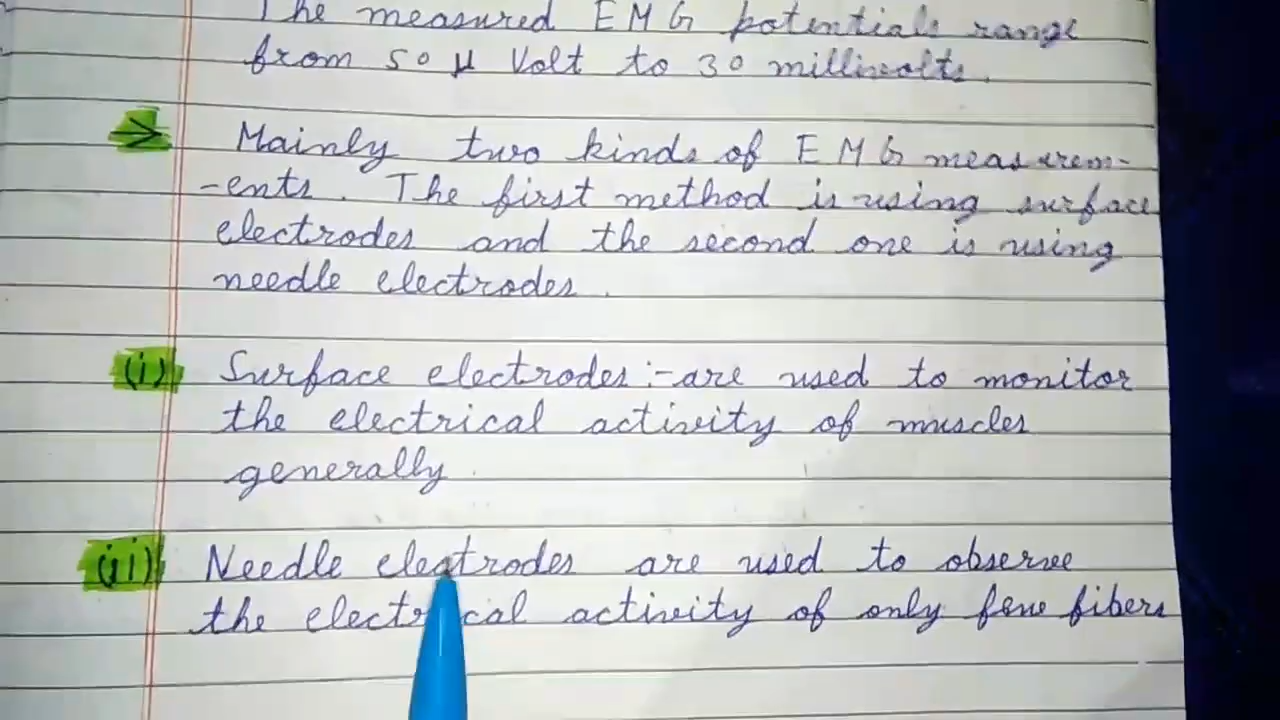 The measured EMG potentials range
from 50 μ Volt to 30 millivolts.
→ Mainly two kinds of EMG measurem-
-ents. The first method is using surface
electrodes and the second one is using
needle electrodes.
(i) Surface electrodes :- are used to monitor
the electrical activity of muscles
generally.
(ii) Needle electrodes are used to observe
the electrical activity of only few fibers